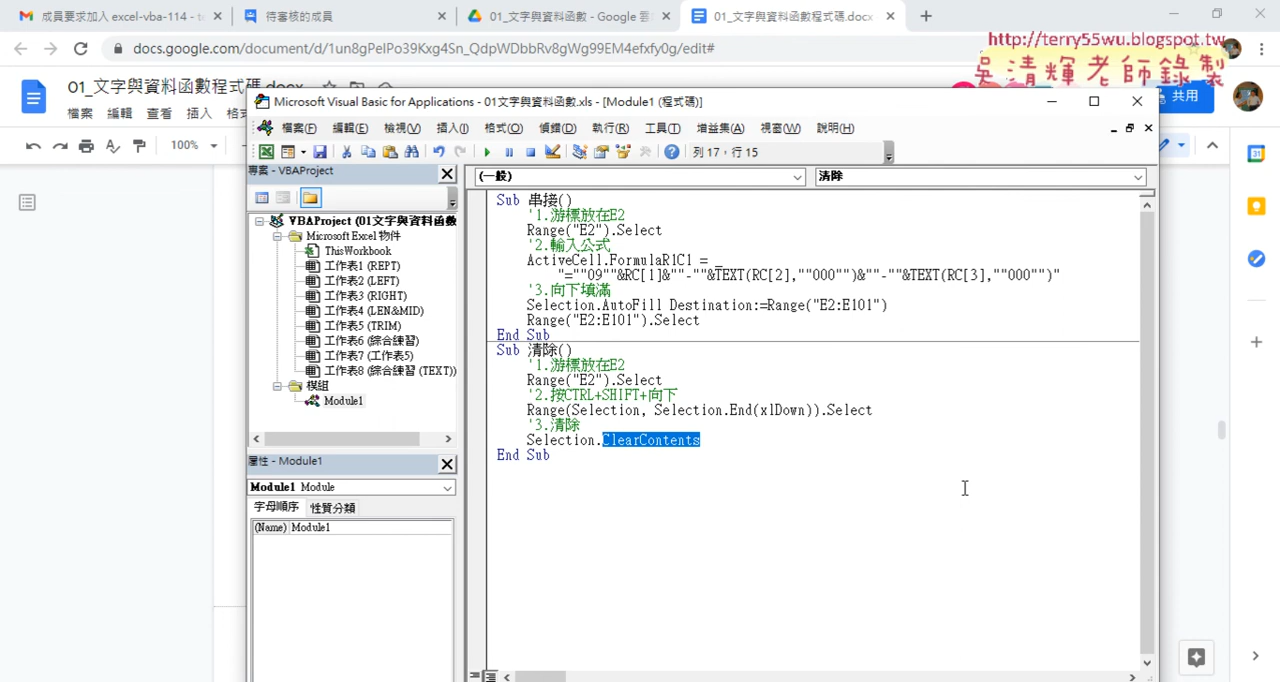 成員要求加入 excel-vba-114 - t
待審核的成員
01_文字與資料函數 - Google 雲
01_文字與資料函數程式碼.docx
docs.google.com/document/d/1un8gPelPo39Kxg4Sn_QdpWDbbRv8gWg99EM4efxfy0g/edit#
http://terry55wu.blogspot.tw
吳清輝老師錄製
01_文字與資料函數程式碼.docx
檔案 編輯 查看 插入 格式
共用
100%
Microsoft Visual Basic for Applications - 01文字與資料函數.xls - [Module1 (程式碼)]
檔案(F) 編輯(E) 檢視(V) 插入(I) 格式(O) 偵錯(D) 執行(R) 工具(T) 增益集(A) 視窗(W) 說明(H)
列 17，行 15
專案 - VBAProject
(一般) 清除
VBAProject (01文字與資料函數
Microsoft Excel 物件
ThisWorkbook
工作表1 (REPT)
工作表2 (LEFT)
工作表3 (RIGHT)
工作表4 (LEN&MID)
工作表5 (TRIM)
工作表6 (綜合練習)
工作表7 (工作表5)
工作表8 (綜合練習 (TEXT))
模組
Module1
屬性 - Module1
Module1 Module
字母順序 性質分類
(Name) Module1
Sub 串接()
'1.游標放在E2
Range("E2").Select
'2.輸入公式
ActiveCell.FormulaR1C1 = _
"=""09""&RC[1]&""-""&TEXT(RC[2],""000"")&""-""&TEXT(RC[3],""000"")"
'3.向下填滿
Selection.AutoFill Destination:=Range("E2:E101")
Range("E2:E101").Select
End Sub
Sub 清除()
'1.游標放在E2
Range("E2").Select
'2.按CTRL+SHIFT+向下
Range(Selection, Selection.End(xlDown)).Select
'3.清除
Selection.ClearContents
End Sub